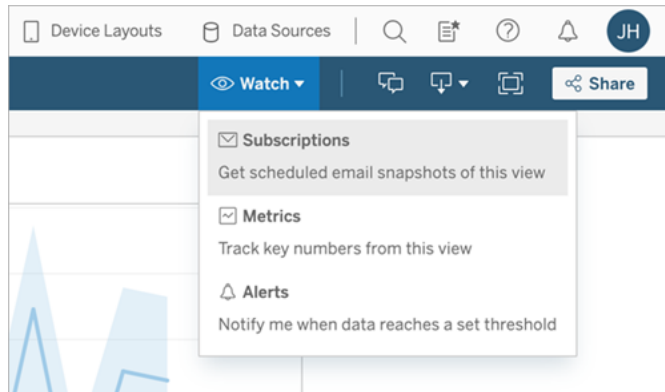 Device Layouts Data Sources JH
Watch Share
Subscriptions
Get scheduled email snapshots of this view
Metrics
Track key numbers from this view
Alerts
Notify me when data reaches a set threshold